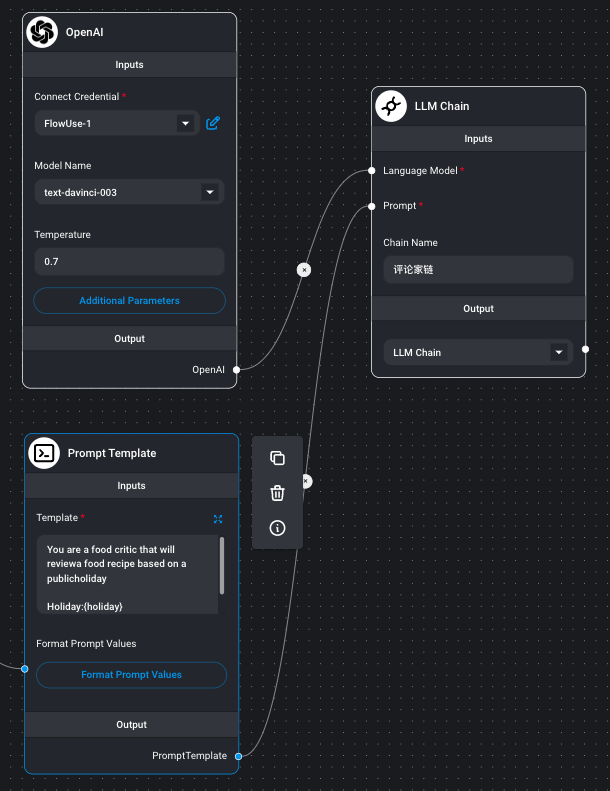 OpenAI
Inputs
Connect Credential *
FlowUse-1
Model Name
text-davinci-003
Temperature
0.7
Additional Parameters
Output
OpenAI
LLM Chain
Inputs
Language Model *
Prompt *
Chain Name
评论家链
Output
LLM Chain
Prompt Template
Inputs
Template *
You are a food critic that will
reviewa food recipe based on a
publicholiday
Holiday:{holiday}
Format Prompt Values
Format Prompt Values
Output
PromptTemplate